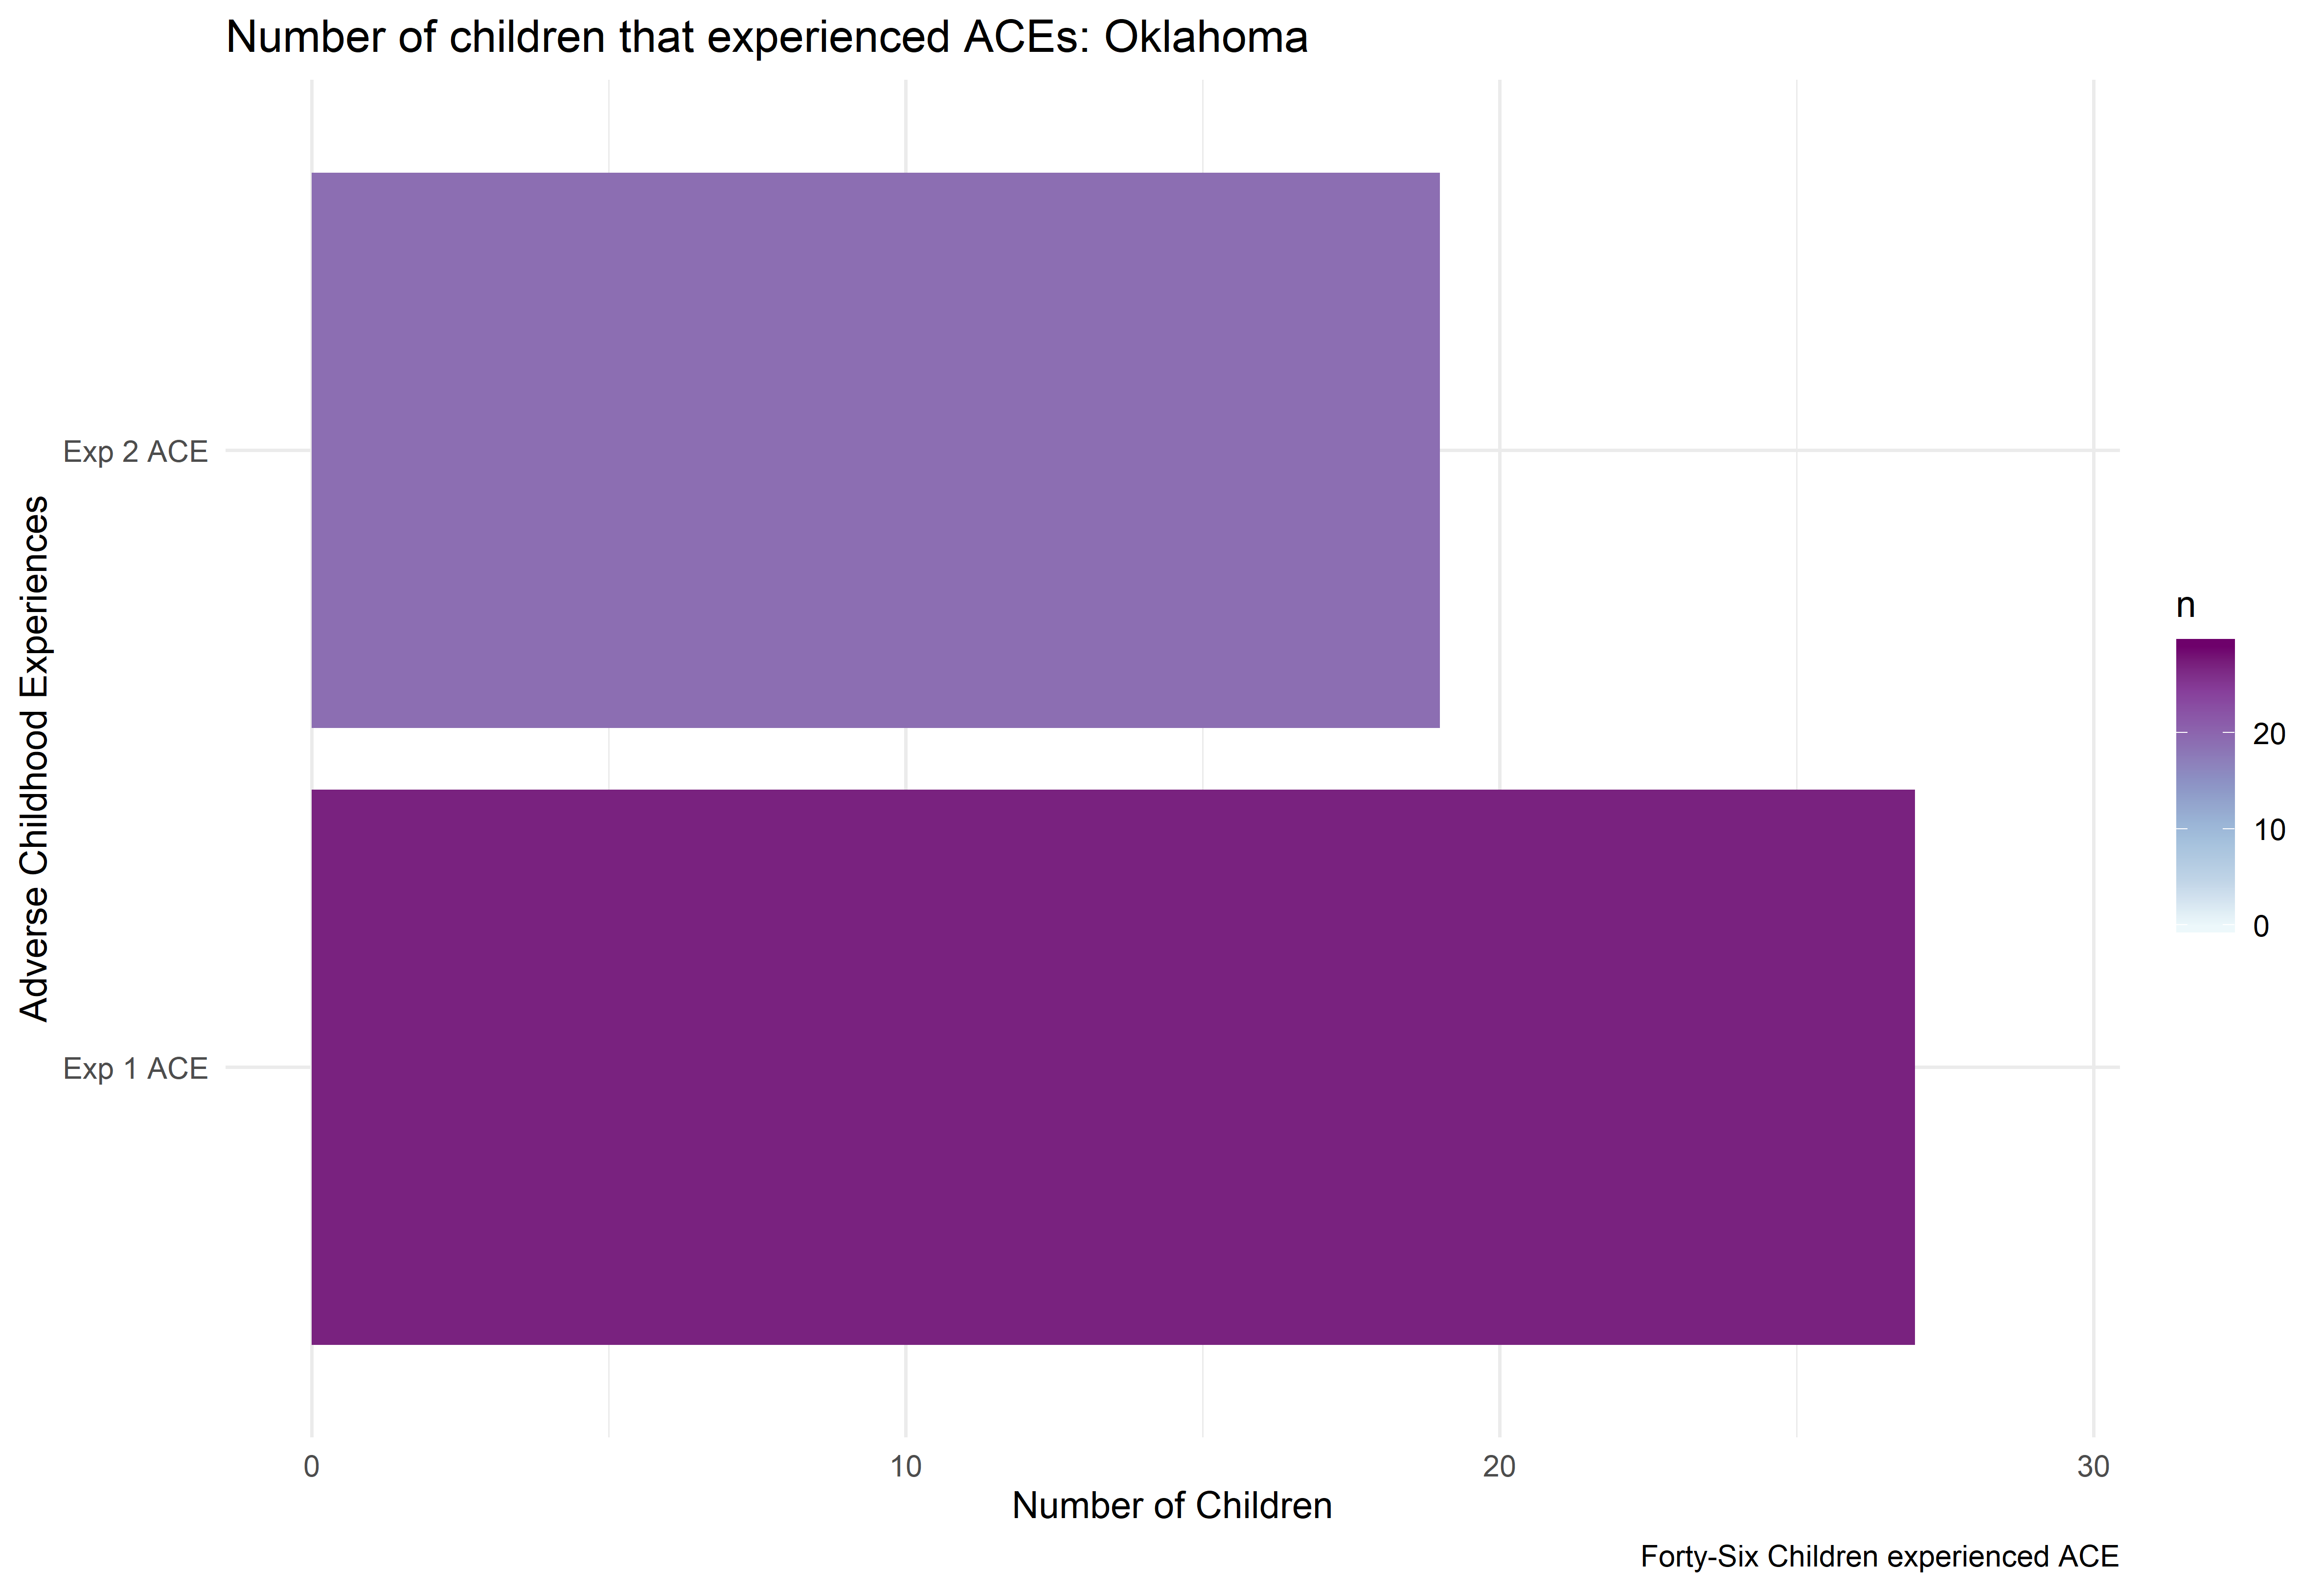 Number of children that experienced ACEs: Oklahoma
Adverse Childhood Experiences
Exp 2 ACE
Exp 1 ACE
0
10
20
30
Number of Children
Forty-Six Children experienced ACE
n
20
10
0